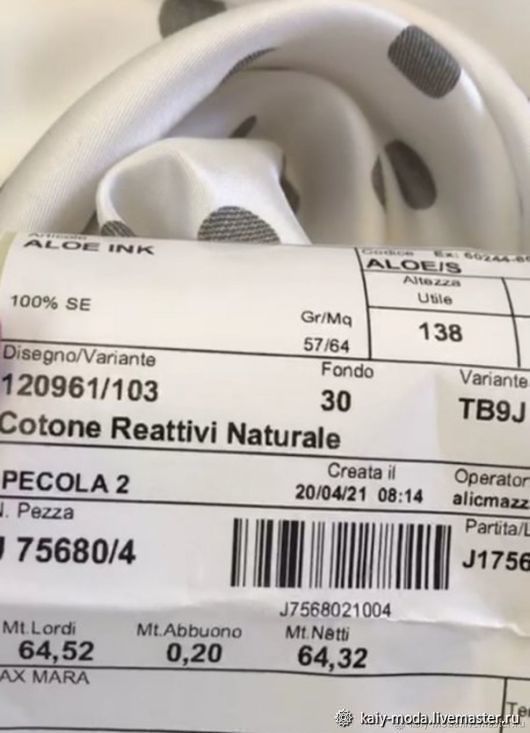 ALOE INK
Codice
ALOE/S
Altezza
Utile
100% SE
Gr/Mq
138
57/64
Disegno/Variante
Fondo
Variante
120961/103
30
TB9J
Cotone Reattivi Naturale
PECOLA 2
Creata il
Operator
20/04/21 08:14
alicmazz
N. Pezza
Partita/L
J 75680/4
J1756
J7568021004
Mt.Lordi
Mt.Abbuono
Mt.Netti
64,52
0,20
64,32
AX MARA
kaiy-moda.livemaster.ru